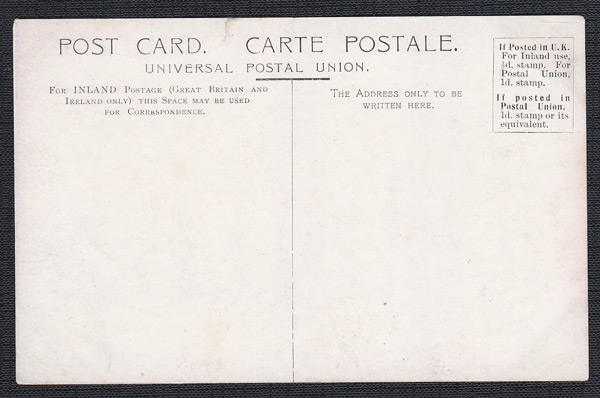 POST CARD. CARTE POSTALE.
UNIVERSAL POSTAL UNION.
FOR INLAND POSTAGE (GREAT BRITAIN AND
IRELAND ONLY) THIS SPACE MAY BE USED
FOR CORRESPONDENCE.
THE ADDRESS ONLY TO BE
WRITTEN HERE.
If Posted in U.K.
For Inland use,
½d. stamp. For
Postal Union,
1d. stamp.
If posted in
Postal Union.
1d. stamp or its
equivalent.